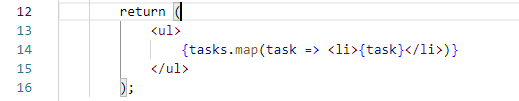 12 return (
13 <ul>
14 {tasks.map(task => <li>{task}</li>)}
15 </ul>
16 );